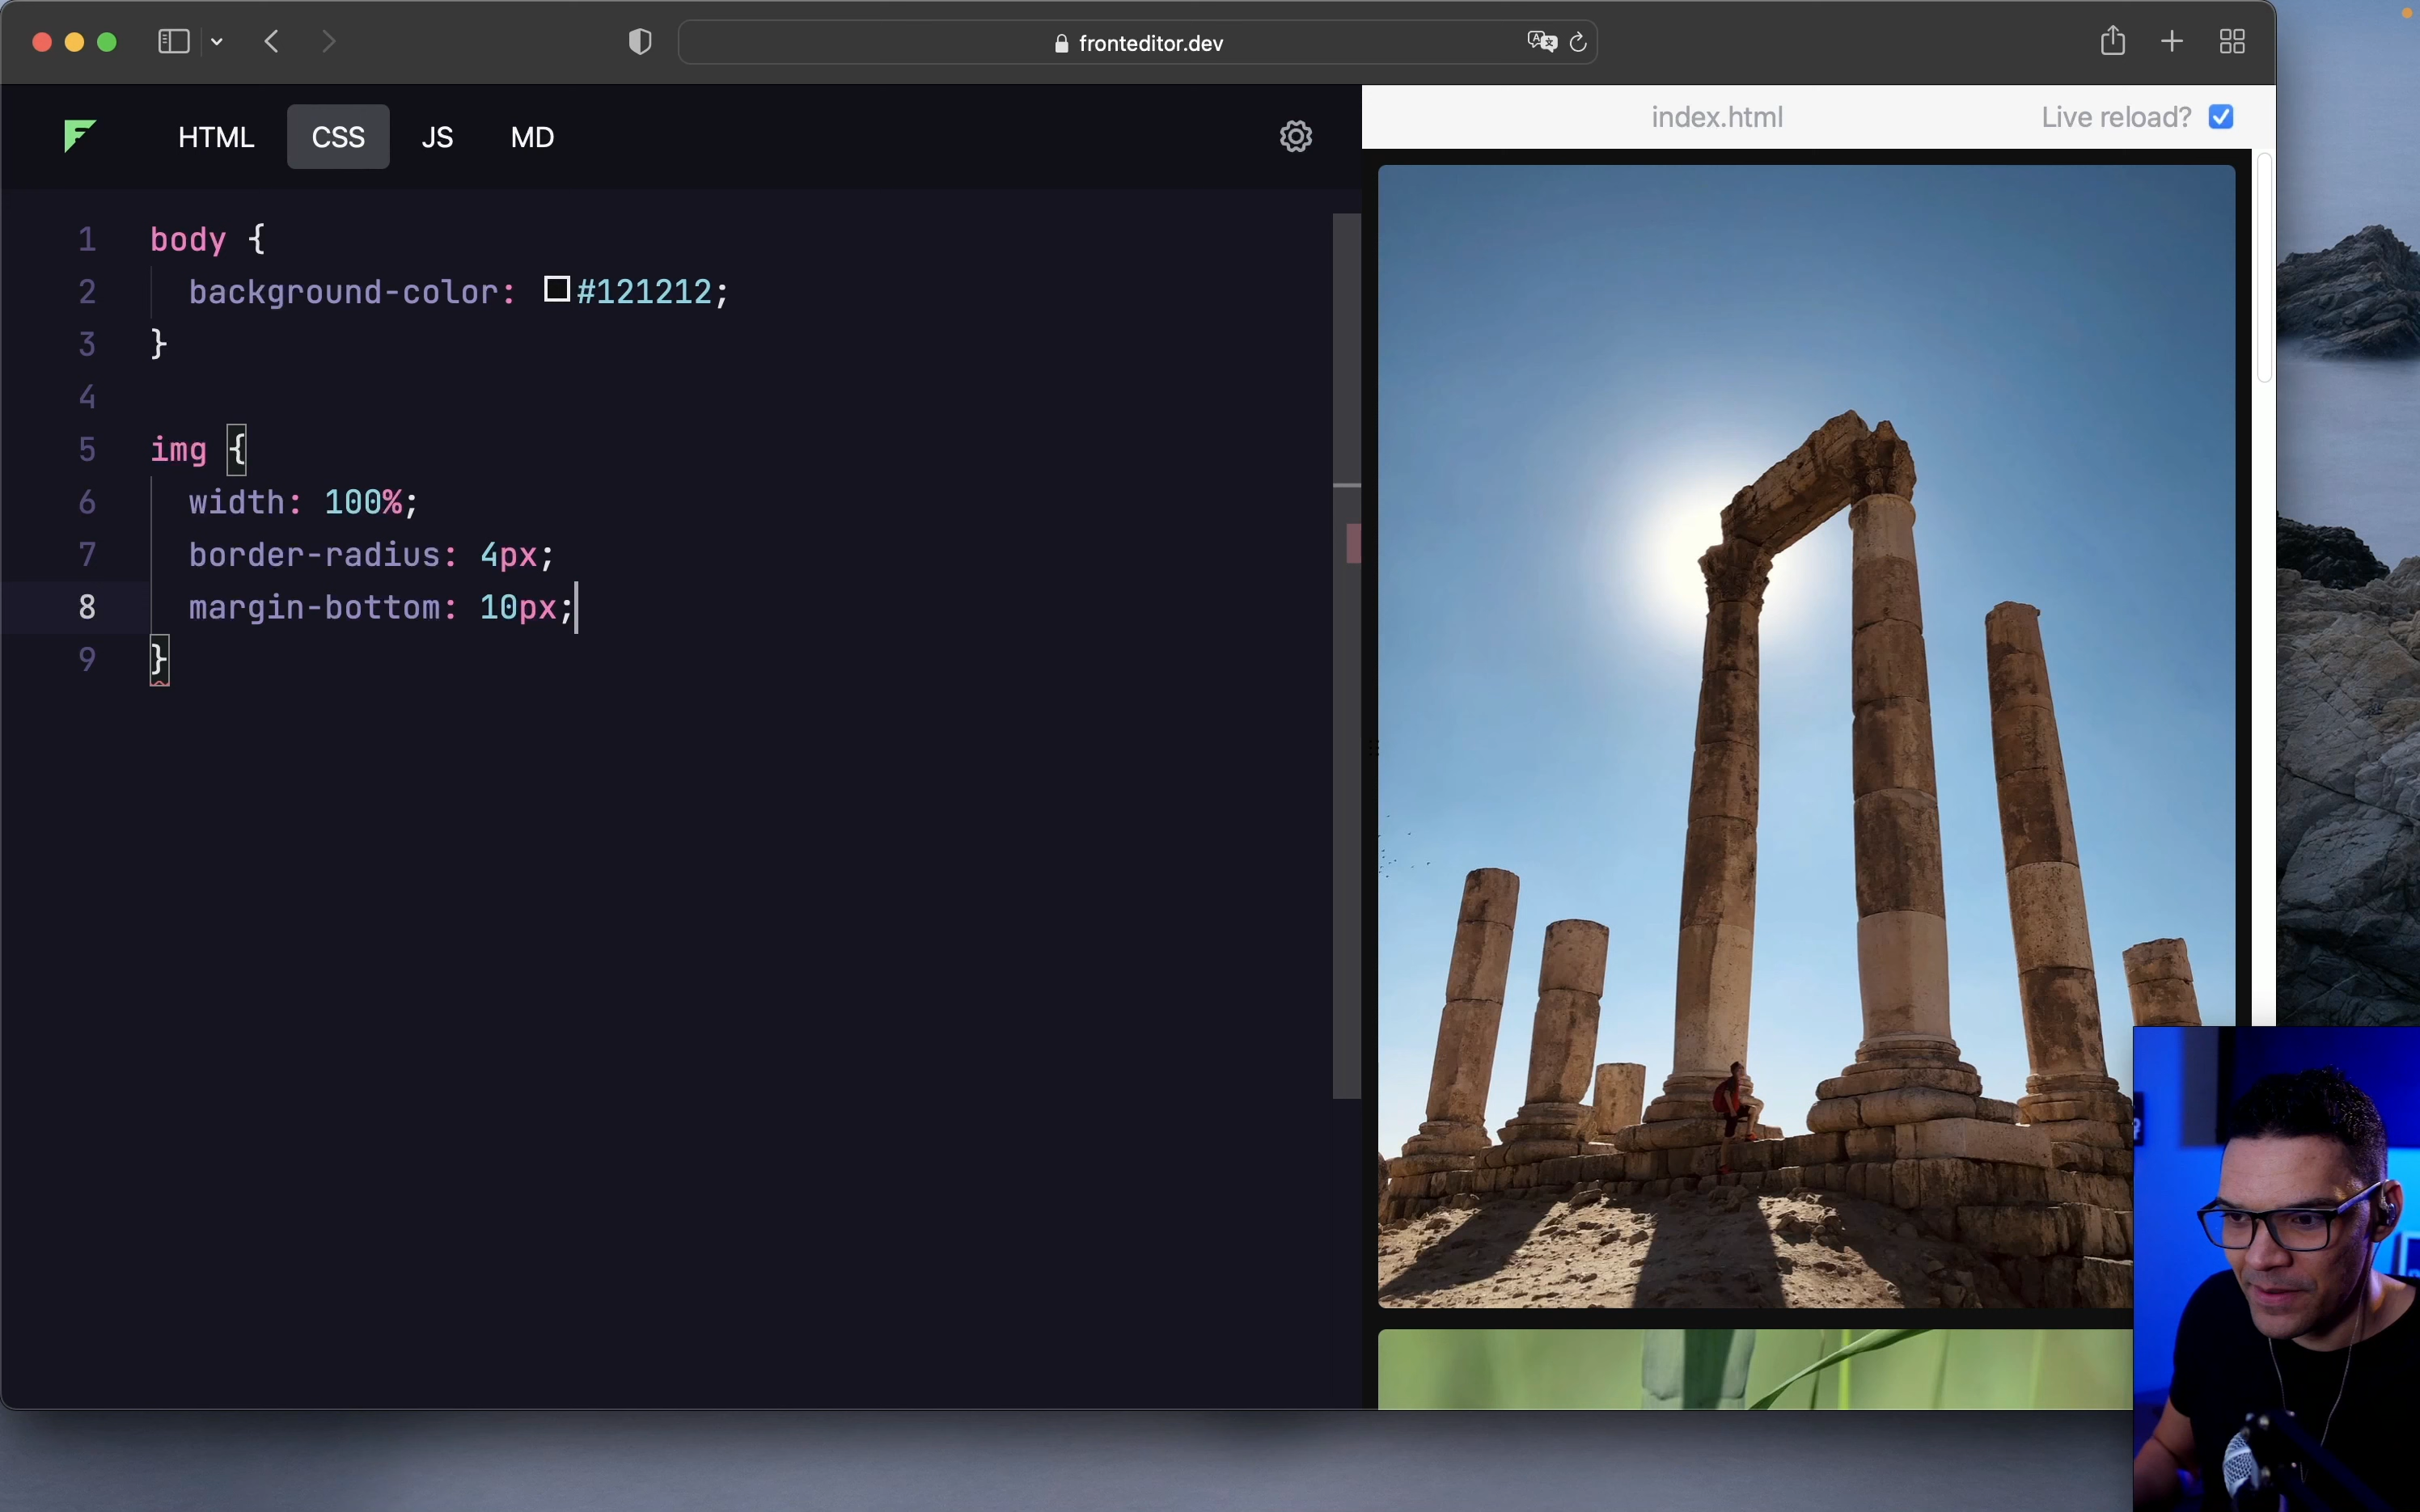 fronteditor.dev
HTML CSS JS MD
index.html
Live reload?
1 body {
2 background-color: #121212;
3 }
4
5 img {
6 width: 100%;
7 border-radius: 4px;
8 margin-bottom: 10px;
9 }